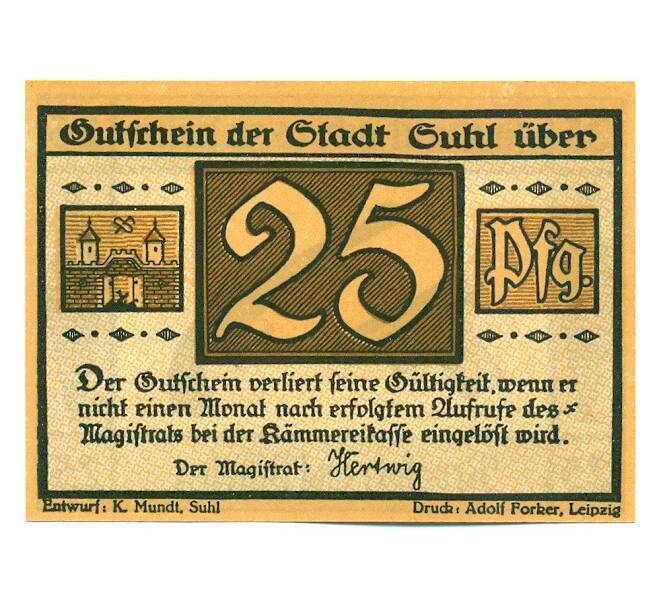 Gutschein der Stadt Suhl über
25
Pfg.
Der Gutschein verliert seine Gültigkeit, wenn er
nicht einen Monat nach erfolgtem Aufrufe des
Magistrats bei der Kämmereikasse eingelöst wird.
Der Magistrat: Hertwig
Entwurf: K. Mundt, Suhl
Druck: Adolf Forker, Leipzig